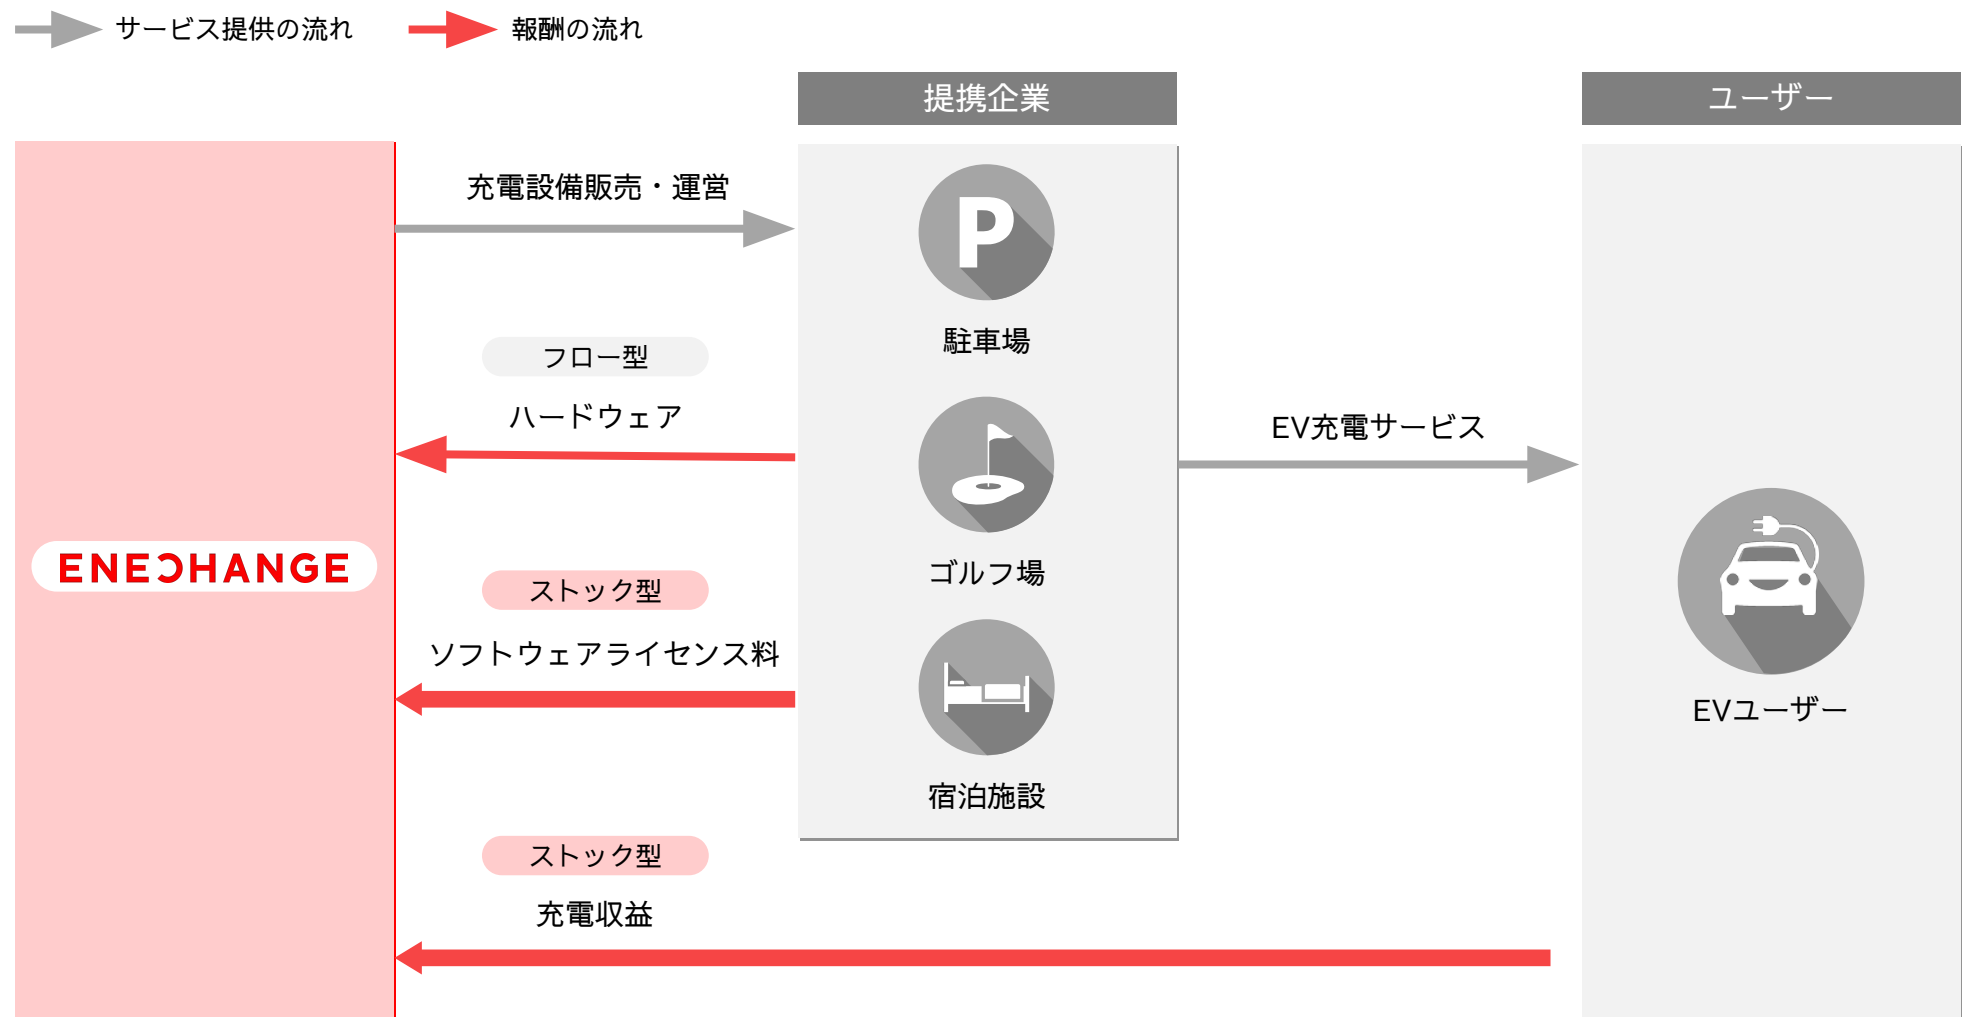 サービス提供の流れ
報酬の流れ
提携企業
ユーザー
充電設備販売・運営
P
駐車場
フロー型
ハードウェア
EV充電サービス
ゴルフ場
ENECHANGE
ストック型
ソフトウェアライセンス料
EVユーザー
宿泊施設
ストック型
充電収益